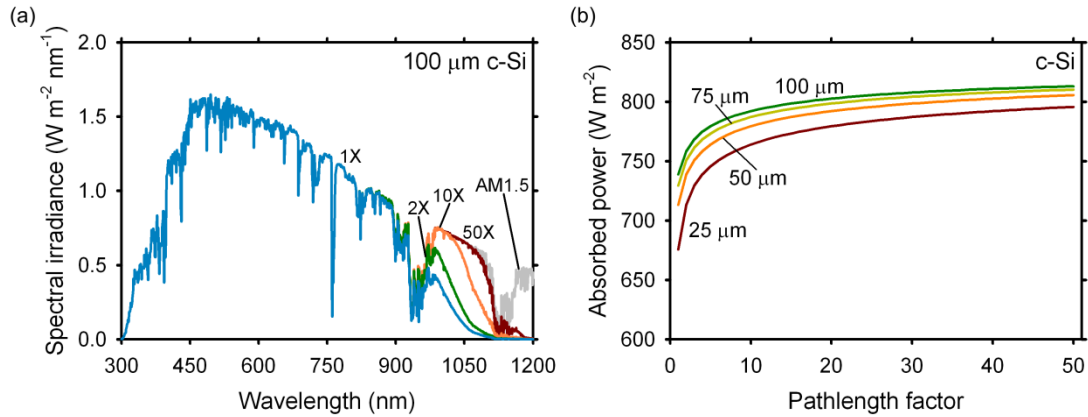 (a)
Spectral irradiance (W m⁻² nm⁻¹)
2.0
1.5
1.0
0.5
0.0
100 μm c-Si
1X
2X
10X
50X
AM1.5
300 450 600 750 900 1050 1200
Wavelength (nm)
(b)
Absorbed power (W m⁻²)
850
800
750
700
650
600
c-Si
100 μm
75 μm
50 μm
25 μm
0 10 20 30 40 50
Pathlength factor